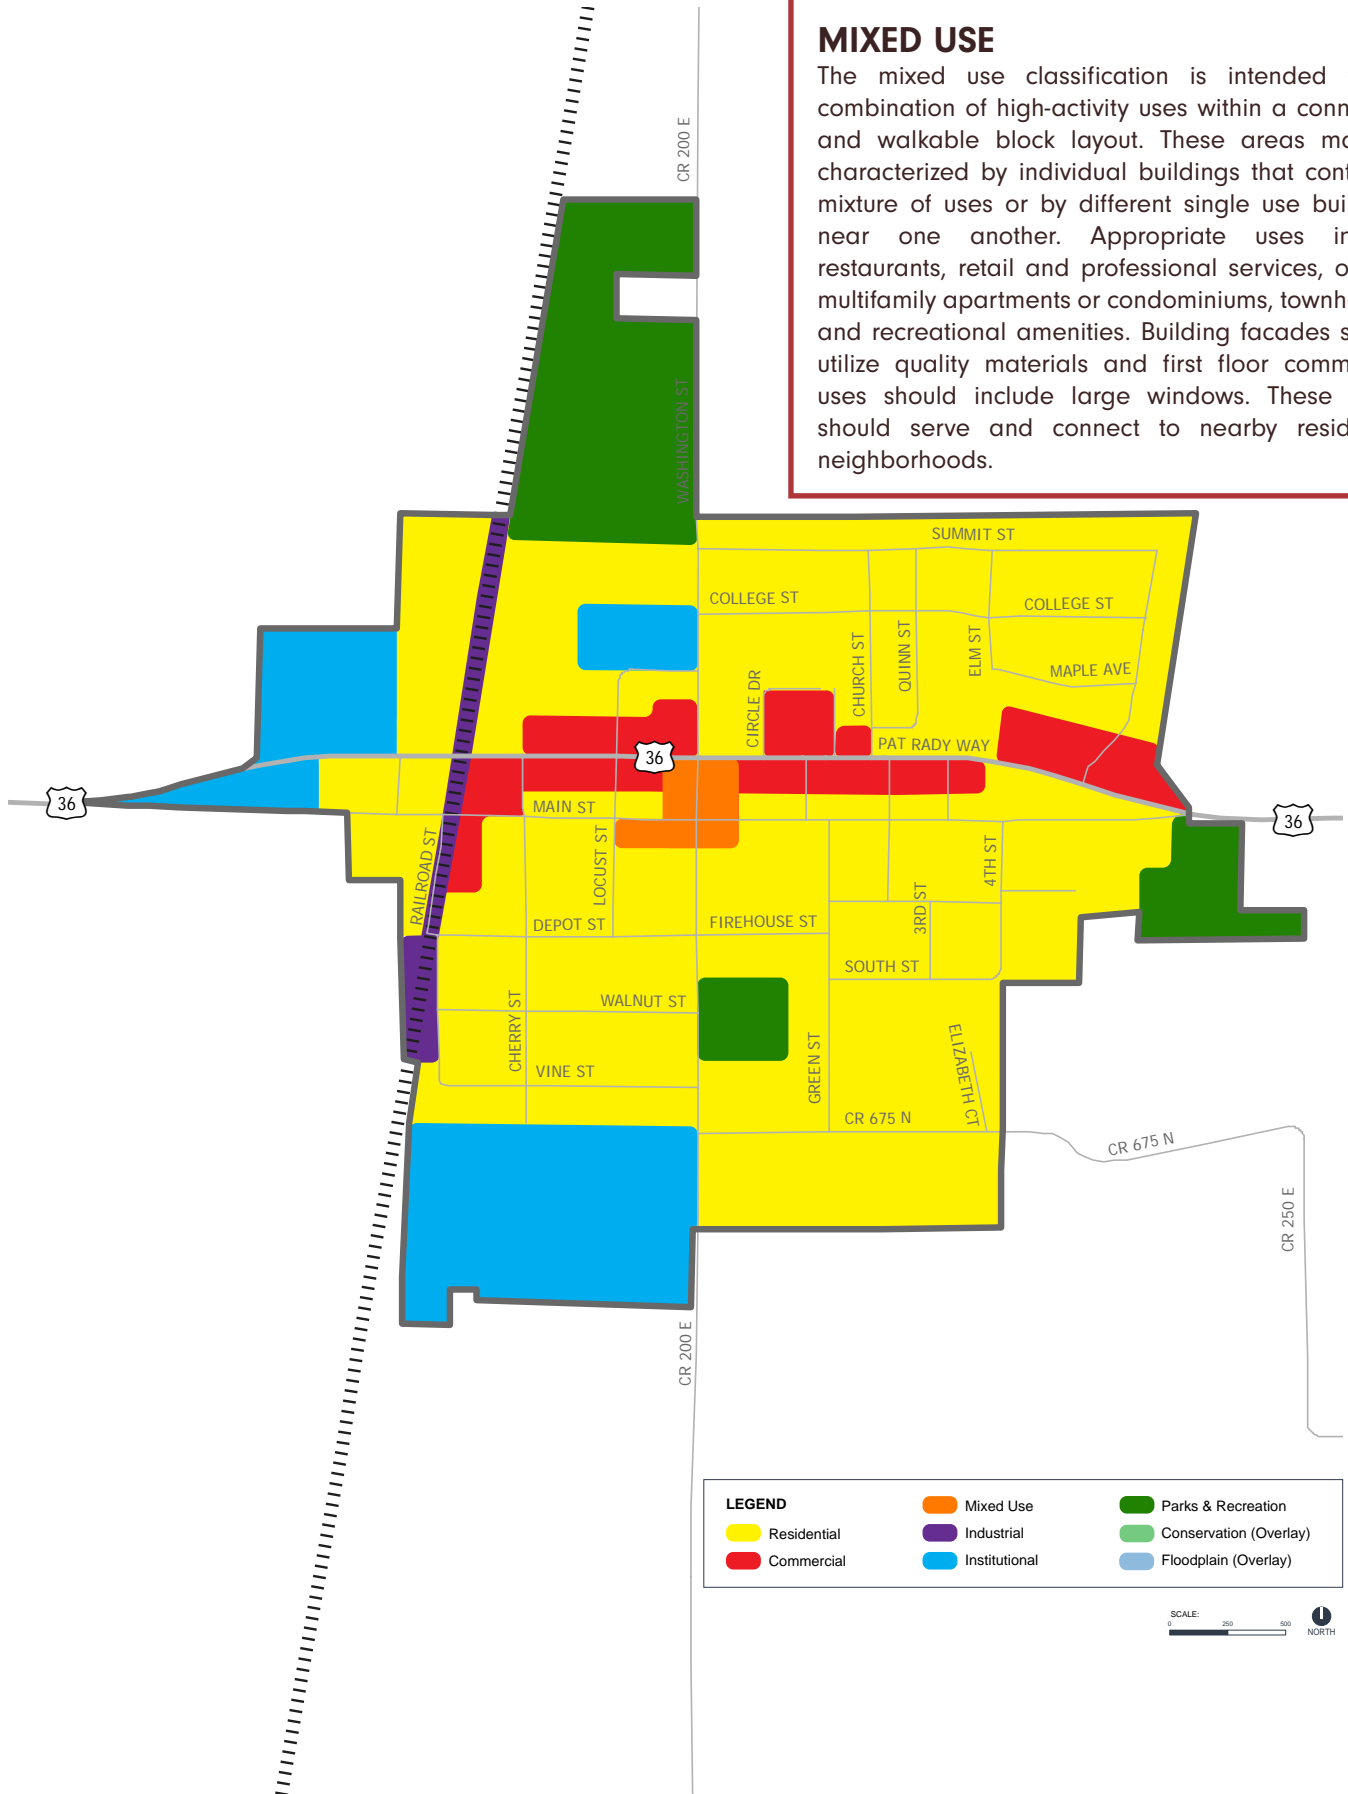 MIXED USE
The mixed use classification is intended
combination of high-activity uses within a conn
and walkable block layout. These areas ma
characterized by individual buildings that cont
mixture of uses or by different single use bui
near one another. Appropriate uses in
restaurants, retail and professional services, o
multifamily apartments or condominiums, townh
and recreational amenities. Building facades s
utilize quality materials and first floor comm
uses should include large windows. These
should serve and connect to nearby resid
neighborhoods.
CR 200 E
WASHINGTON ST
SUMMIT ST
COLLEGE ST
COLLEGE ST
CHURCH ST
QUINN ST
ELM ST
MAPLE AVE
CIRCLE DR
PAT RADY WAY
36
36
36
MAIN ST
RAILROAD ST
LOCUST ST
4TH ST
3RD ST
DEPOT ST
FIREHOUSE ST
SOUTH ST
CHERRY ST
WALNUT ST
GREEN ST
ELIZABETH CT
VINE ST
CR 675 N
CR 675 N
CR 250 E
CR 200 E
LEGEND
Residential
Commercial
Mixed Use
Industrial
Institutional
Parks & Recreation
Conservation (Overlay)
Floodplain (Overlay)
SCALE:
0 250 500
NORTH